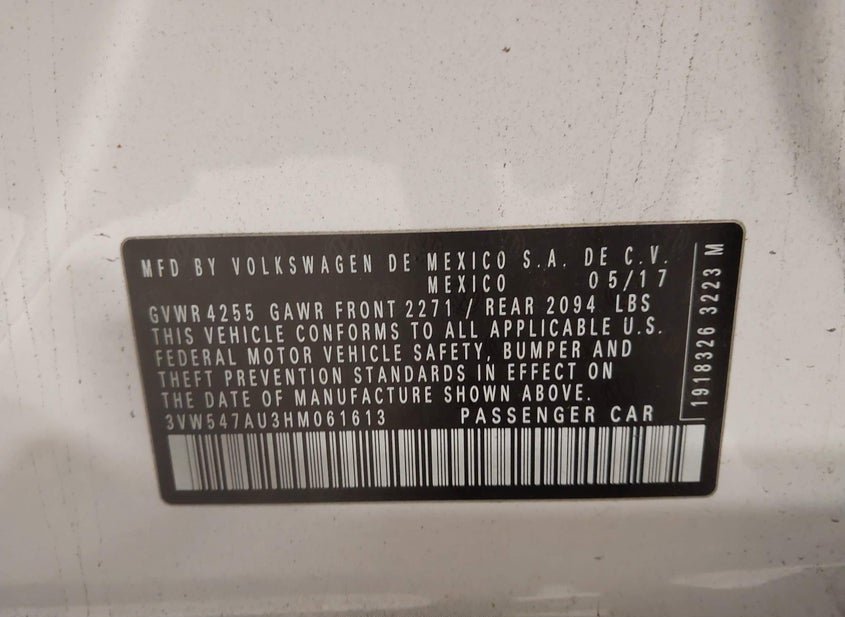 MFD BY VOLKSWAGEN DE MEXICO S.A. DE C.V.
MEXICO 05/17
GVWR 4255 GAWR FRONT 2271 / REAR 2094 LBS
THIS VEHICLE CONFORMS TO ALL APPLICABLE U.S.
FEDERAL MOTOR VEHICLE SAFETY, BUMPER AND
THEFT PREVENTION STANDARDS IN EFFECT ON
THE DATE OF MANUFACTURE SHOWN ABOVE.
3VW547AU3HM061613 PASSENGER CAR
1918326 3223 M